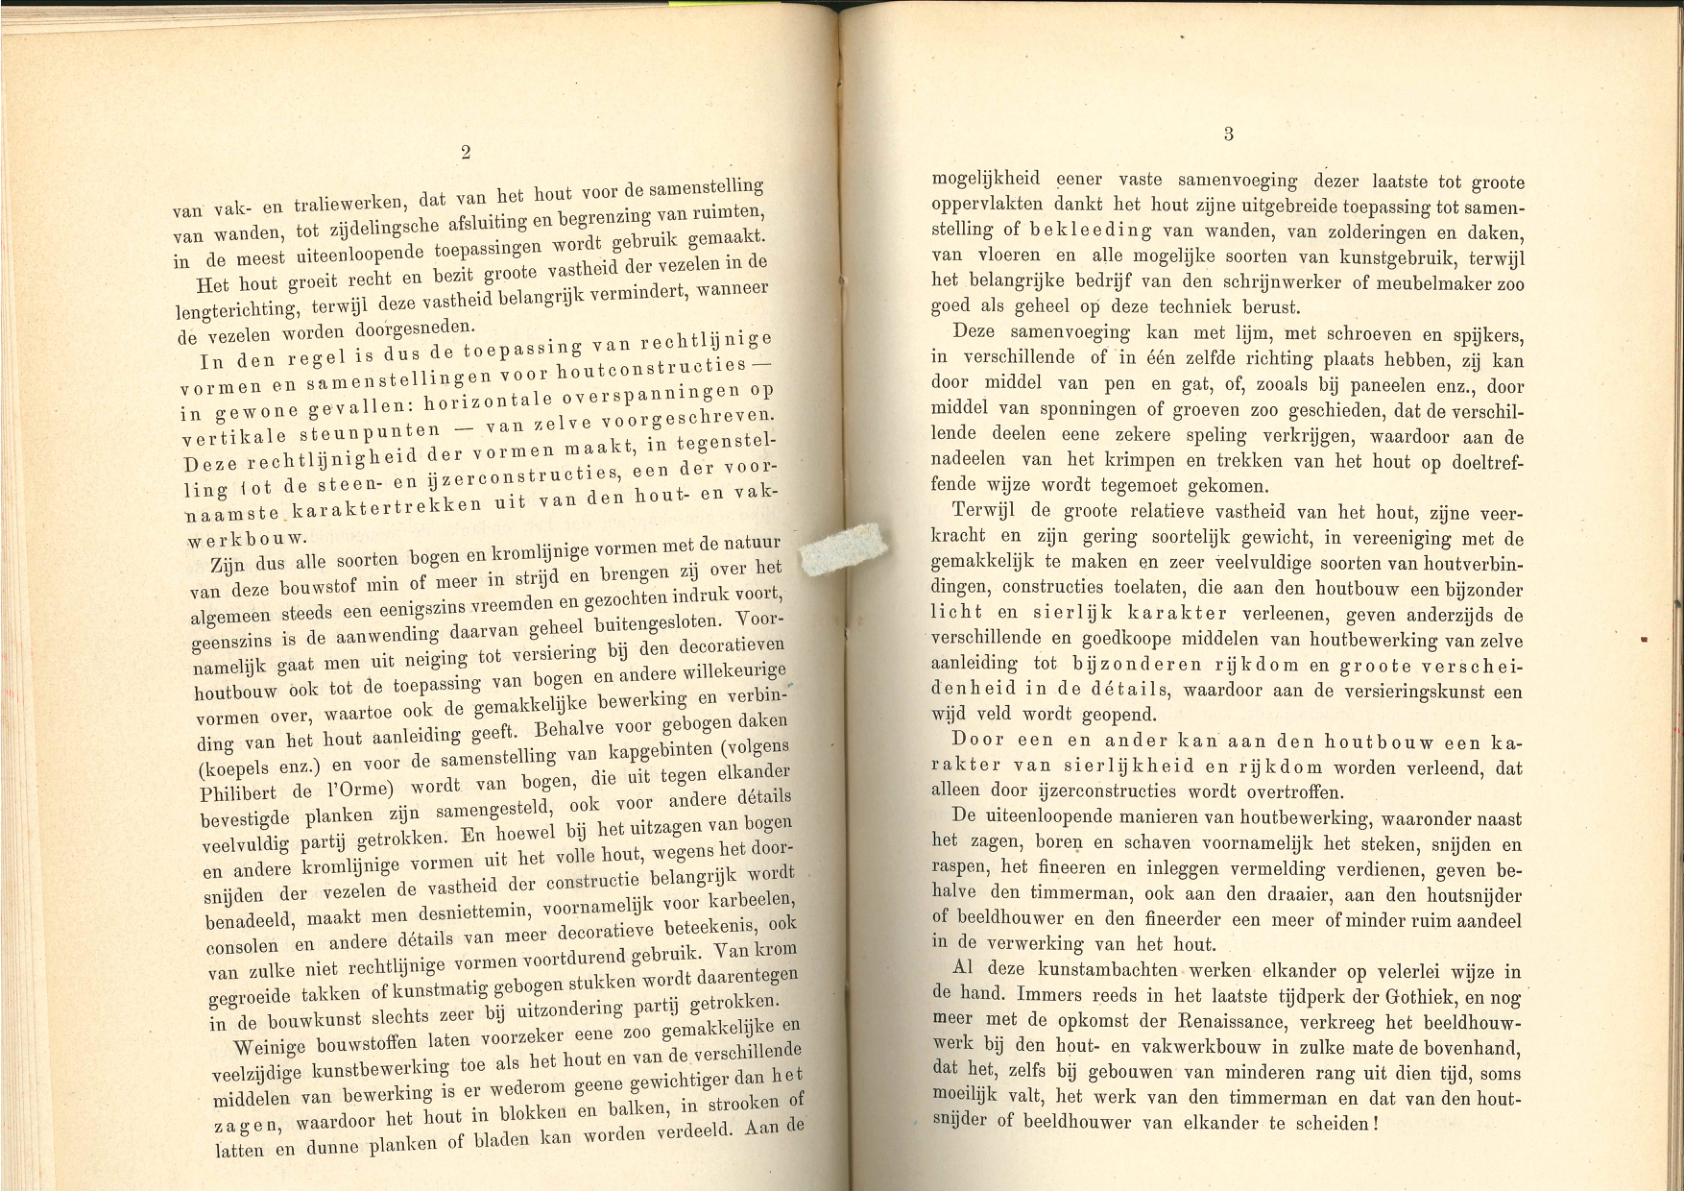 2
van vak- en traliewerken, dat van het hout voor de samenstelling
van wanden, tot zijdelingsche afsluiting en begrenzing van ruimten,
in de meest uiteenloopende toepassingen wordt gebruik gemaakt.
Het hout groeit recht en bezit groote vastheid der vezelen in de
lengterichting, terwijl deze vastheid belangrijk vermindert, wanneer
de vezelen worden doorgesneden.
In den regel is dus de toepassing van rechtlijnige
vormen en samenstellingen voor houtconstructies —
in gewone gevallen: horizontale overspanningen op
vertikale steunpunten — van zelve voorgeschreven.
Deze rechtlijnigheid der vormen maakt, in tegenstel-
ling tot de steen- en ijzerconstructies, een der voor-
naamste karaktertrekken uit van den hout- en vak-
werkbouw.
Zijn dus alle soorten bogen en kromlijnige vormen met de natuur
van deze bouwstof min of meer in strijd en brengen zij over het
algemeen steeds een eenigszins vreemden en gezochten indruk voort,
geenszins is de aanwending daarvan geheel buitengesloten. Voor-
namelijk gaat men uit neiging tot versiering bij den decoratieven
houtbouw ook tot de toepassing van bogen en andere willekeurige
vormen over, waartoe ook de gemakkelijke bewerking en verbin-
ding van het hout aanleiding geeft. Behalve voor gebogen daken
(koepels enz.) en voor de samenstelling van kapgebinten (volgens
Philibert de l'Orme) wordt van bogen, die uit tegen elkander
bevestigde planken zijn samengesteld, ook voor andere détails
veelvuldig partij getrokken. En hoewel bij het uitzagen van bogen
en andere kromlijnige vormen uit het volle hout, wegens het door-
snijden der vezelen de vastheid der constructie belangrijk wordt
benadeeld, maakt men desniettemin, voornamelijk voor karbeelen,
consolen en andere détails van meer decoratieve beteekenis, ook
van zulke niet rechtlijnige vormen voortdurend gebruik. Van krom
gegroeide takken of kunstmatig gebogen stukken wordt daarentegen
in de bouwkunst slechts zeer bij uitzondering partij getrokken.
Weinige bouwstoffen laten voorzeker eene zoo gemakkelijke en
veelzijdige kunstbewerking toe als het hout en van de verschillende
middelen van bewerking is er wederom geene gewichtiger dan het
zagen, waardoor het hout in blokken en balken, in strooken of
latten en dunne planken of bladen kan worden verdeeld. Aan de
3
mogelijkheid eener vaste samenvoeging dezer laatste tot groote
oppervlakten dankt het hout zijne uitgebreide toepassing tot samen-
stelling of bekleeding van wanden, van zolderingen en daken,
van vloeren en alle mogelijke soorten van kunstgebruik, terwijl
het belangrijke bedrijf van den schrijnwerker of meubelmaker zoo
goed als geheel op deze techniek berust.
Deze samenvoeging kan met lijm, met schroeven en spijkers,
in verschillende of in één zelfde richting plaats hebben, zij kan
door middel van pen en gat, of, zooals bij paneelen enz., door
middel van sponningen of groeven zoo geschieden, dat de verschil-
lende deelen eene zekere speling verkrijgen, waardoor aan de
nadeelen van het krimpen en trekken van het hout op doeltref-
fende wijze wordt tegemoet gekomen.
Terwijl de groote relatieve vastheid van het hout, zijne veer-
kracht en zijn gering soortelijk gewicht, in vereeniging met de
gemakkelijk te maken en zeer veelvuldige soorten van houtverbin-
dingen, constructies toelaten, die aan den houtbouw een bijzonder
licht en sierlijk karakter verleenen, geven anderzijds de
verschillende en goedkoope middelen van houtbewerking van zelve
aanleiding tot bijzonderen rijkdom en groote verschei-
denheid in de détails, waardoor aan de versieringskunst een
wijd veld wordt geopend.
Door een en ander kan aan den houtbouw een ka-
rakter van sierlijkheid en rijkdom worden verleend, dat
alleen door ijzerconstructies wordt overtroffen.
De uiteenloopende manieren van houtbewerking, waaronder naast
het zagen, boren en schaven voornamelijk het steken, snijden en
raspen, het fineeren en inleggen vermelding verdienen, geven be-
halve den timmerman, ook aan den draaier, aan den houtsnijder
of beeldhouwer en den fineerder een meer of minder ruim aandeel
in de verwerking van het hout.
Al deze kunstambachten werken elkander op velerlei wijze in
de hand. Immers reeds in het laatste tijdperk der Gothiek, en nog
meer met de opkomst der Renaissance, verkreeg het beeldhouw-
werk bij den hout- en vakwerkbouw in zulke mate de bovenhand,
dat het, zelfs bij gebouwen van minderen rang uit dien tijd, soms
moeilijk valt, het werk van den timmerman en dat van den hout-
snijder of beeldhouwer van elkander te scheiden!